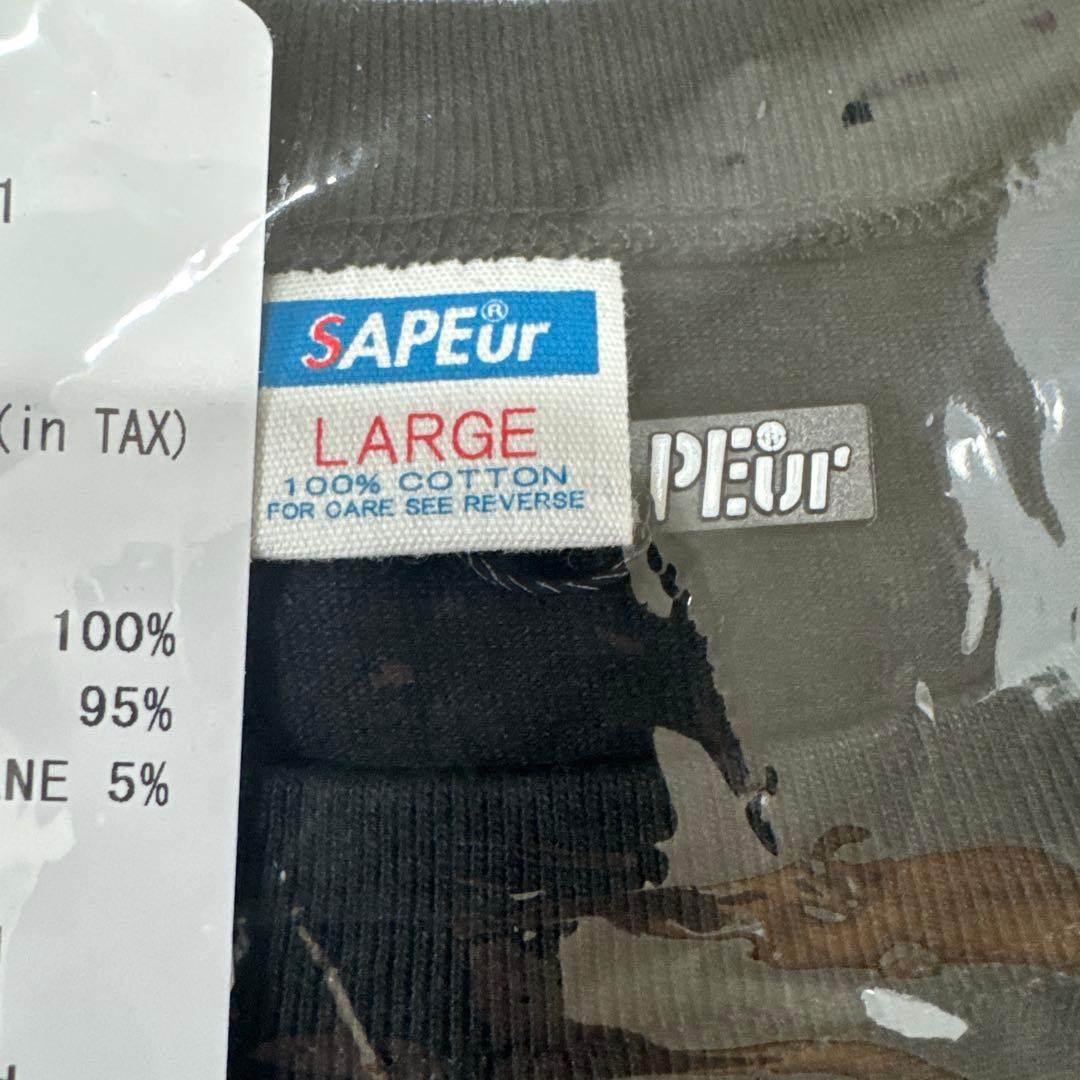 1
(in TAX)
100%
95%
NE 5%
SAPEur®
LARGE
100% COTTON
FOR CARE SEE REVERSE
PEur®